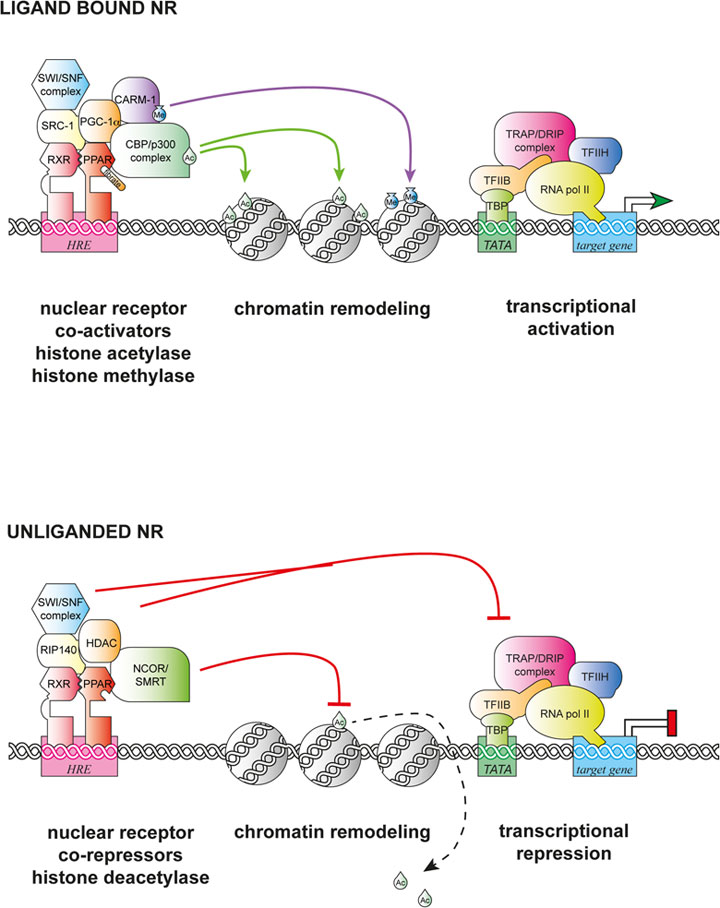 LIGAND BOUND NR
SWI/SNF
complex
CARM-1
Me
SRC-1
PGC-1α
CBP/p300
complex
Ac
RXR
PPAR
fibrate
HRE
Ac
Ac
Ac
Ac
Me
Me
TRAP/DRIP
complex
TFIIH
TFIIB
RNA pol II
TBP
TATA
target gene
nuclear receptor
co-activators
histone acetylase
histone methylase
chromatin remodeling
transcriptional
activation
UNLIGANDED NR
SWI/SNF
complex
RIP140
HDAC
NCOR/
SMRT
RXR
PPAR
HRE
Ac
TRAP/DRIP
complex
TFIIH
TFIIB
RNA pol II
TBP
TATA
target gene
nuclear receptor
co-repressors
histone deacetylase
chromatin remodeling
transcriptional
repression
Ac
Ac